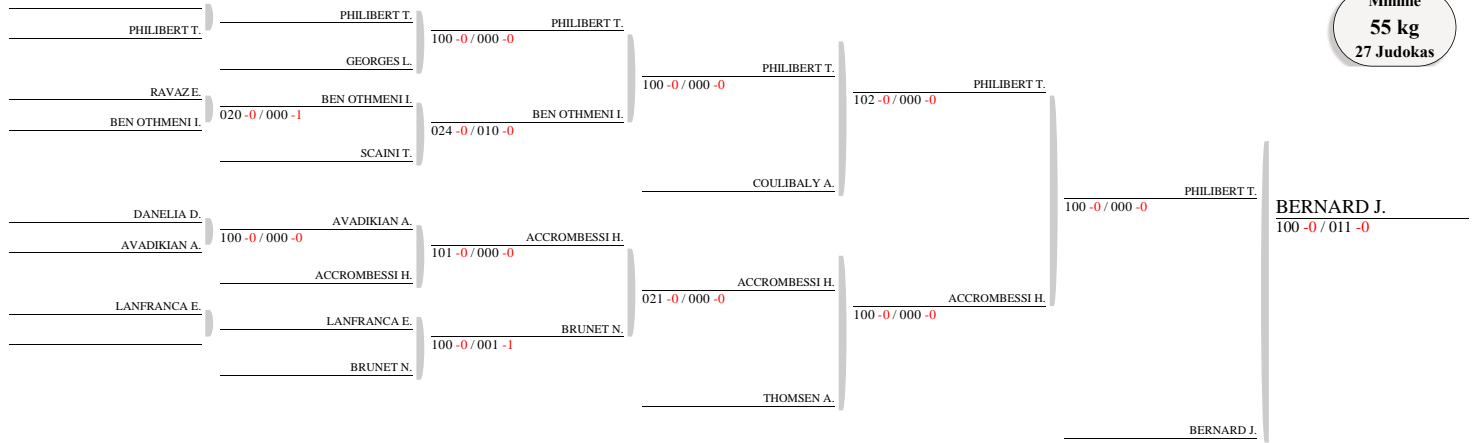 Minime
55 kg
27 Judokas
PHILIBERT T.
RAVAZ E.
BEN OTHMENI I.
DANELIA D.
AVADIKIAN A.
LANFRANCA E.
PHILIBERT T.
GEORGES L.
BEN OTHMENI I.
020 -0 / 000 -1
SCAINI T.
AVADIKIAN A.
100 -0 / 000 -0
ACCROMBESSI H.
LANFRANCA E.
BRUNET N.
PHILIBERT T.
100 -0 / 000 -0
BEN OTHMENI I.
024 -0 / 010 -0
ACCROMBESSI H.
101 -0 / 000 -0
BRUNET N.
100 -0 / 001 -1
PHILIBERT T.
100 -0 / 000 -0
COULIBALY A.
ACCROMBESSI H.
021 -0 / 000 -0
THOMSEN A.
PHILIBERT T.
102 -0 / 000 -0
ACCROMBESSI H.
100 -0 / 000 -0
PHILIBERT T.
100 -0 / 000 -0
BERNARD J.
BERNARD J.
100 -0 / 011 -0